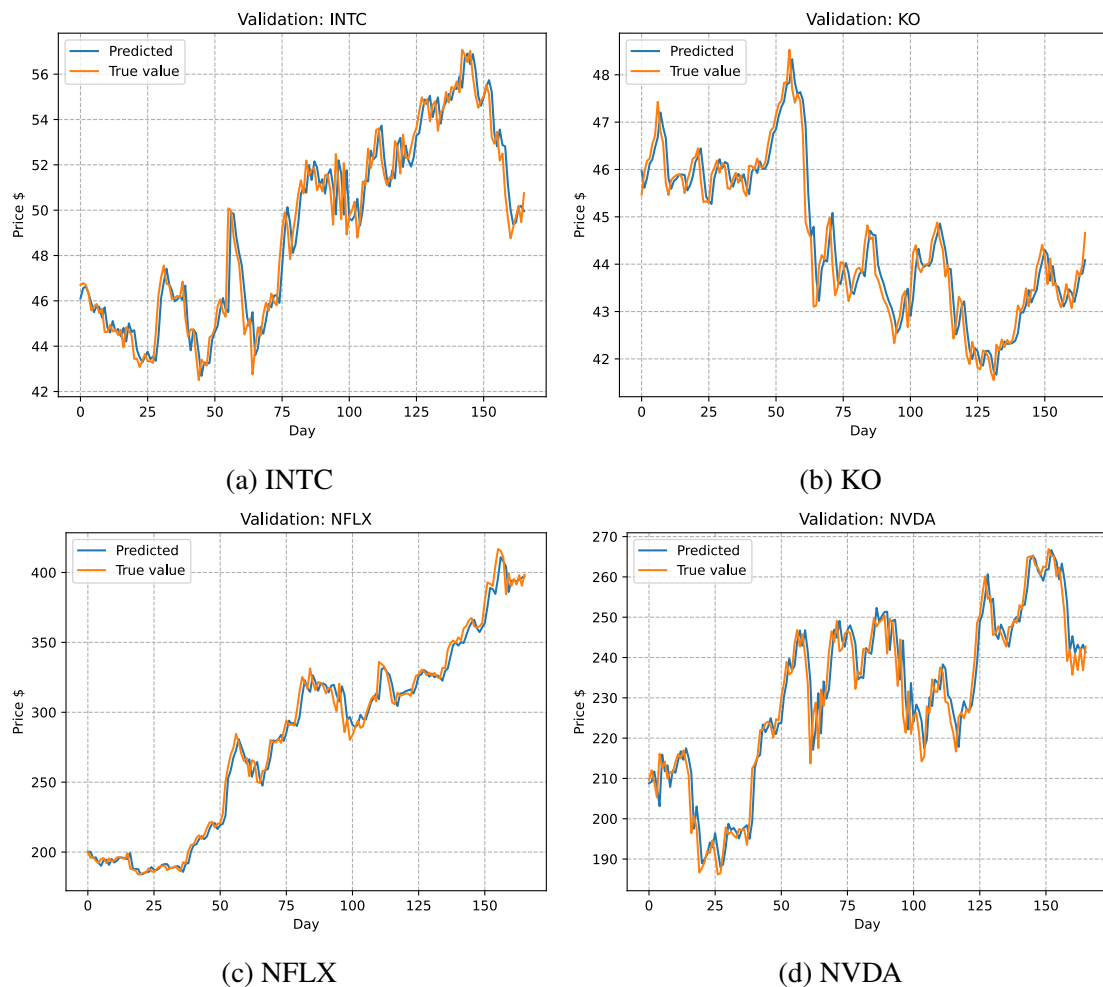 Validation: INTC
Predicted
True value
56
54
52
50
48
46
44
42
Price $
0 25 50 75 100 125 150
Day
(a) INTC
Validation: KO
Predicted
True value
48
47
46
45
44
43
42
Price $
0 25 50 75 100 125 150
Day
(b) KO
Validation: NFLX
Predicted
True value
400
350
300
250
200
Price $
0 25 50 75 100 125 150
Day
(c) NFLX
Validation: NVDA
Predicted
True value
270
260
250
240
230
220
210
200
190
Price $
0 25 50 75 100 125 150
Day
(d) NVDA